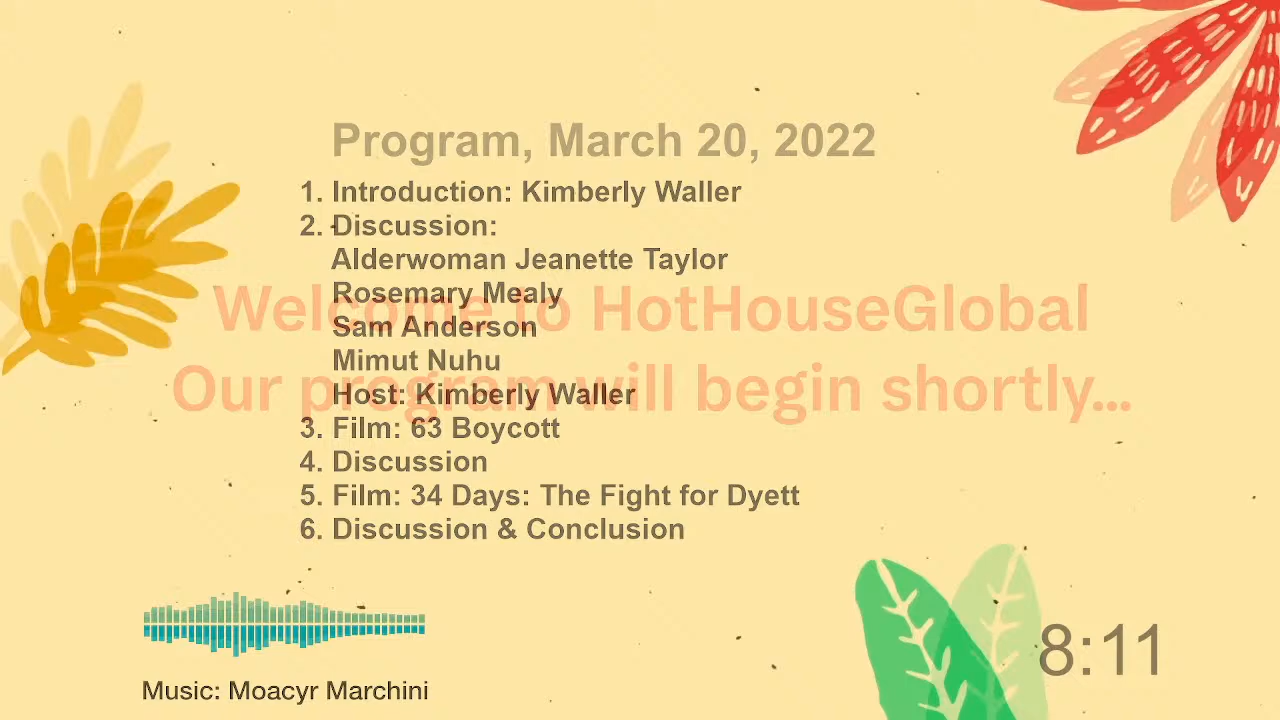 Program, March 20, 2022
1. Introduction: Kimberly Waller
2. Discussion:
Alderwoman Jeanette Taylor
Rosemary Mealy
Welcome to HotHouseGlobal
Sam Anderson
Mimut Nuhu
Our program will begin shortly...
Host: Kimberly Waller
3. Film: 63 Boycott
4. Discussion
5. Film: 34 Days: The Fight for Dyett
6. Discussion & Conclusion
8:11
Music: Moacyr Marchini